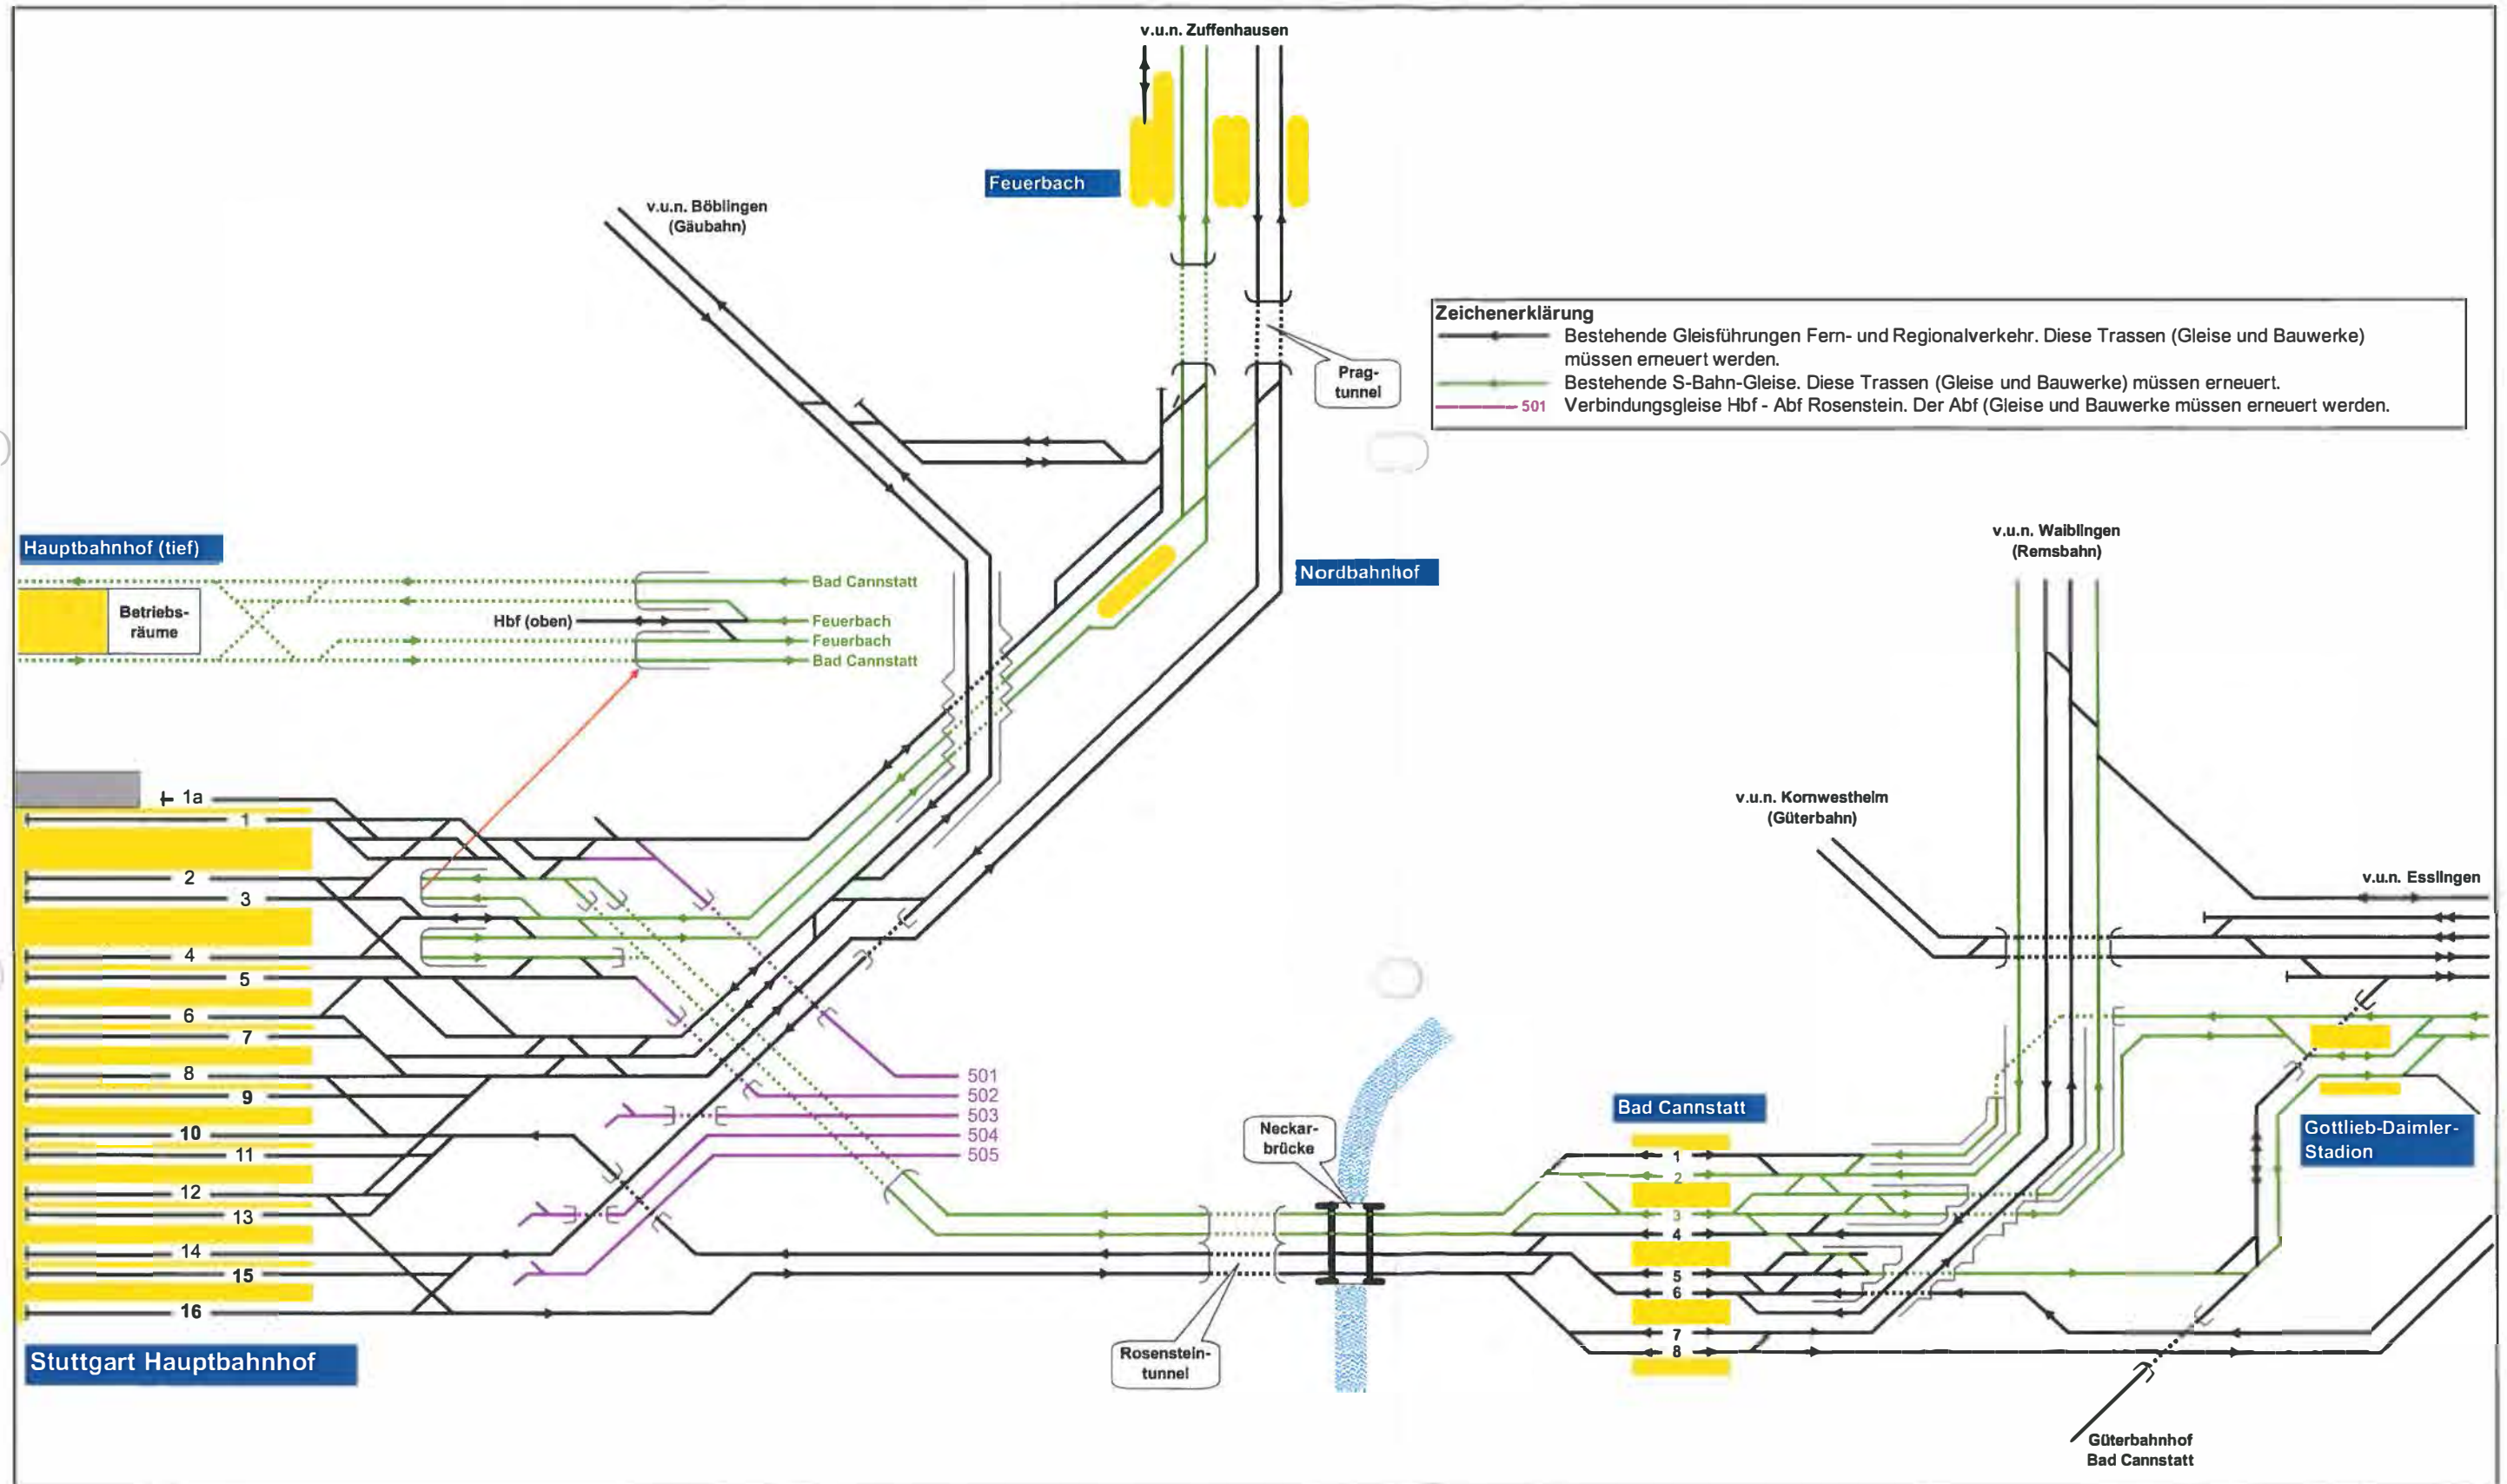 v.u.n. Zuffenhausen
Feuerbach
v.u.n. Böblingen
(Gäubahn)
Zeichenerklärung
Bestehende Gleisführungen Fern- und Regionalverkehr. Diese Trassen (Gleise und Bauwerke)
müssen erneuert werden.
Bestehende S-Bahn-Gleise. Diese Trassen (Gleise und Bauwerke) müssen erneuert.
501 Verbindungsgleise Hbf - Abf Rosenstein. Der Abf (Gleise und Bauwerke müssen erneuert werden.
Prag-
tunnel
Hauptbahnhof (tief)
Betriebs-
räume
Bad Cannstatt
Hbf (oben)
Feuerbach
Feuerbach
Bad Cannstatt
Nordbahnhof
v.u.n. Waiblingen
(Remsbahn)
v.u.n. Kornwestheim
(Güterbahn)
v.u.n. Esslingen
1a
1
2
3
4
5
6
7
8
9
10
11
12
13
14
15
16
501
502
503
504
505
Stuttgart Hauptbahnhof
Neckar-
brücke
Rosenstein-
tunnel
Bad Cannstatt
1
2
3
4
5
6
7
8
Gottlieb-Daimler-
Stadion
Güterbahnhof
Bad Cannstatt